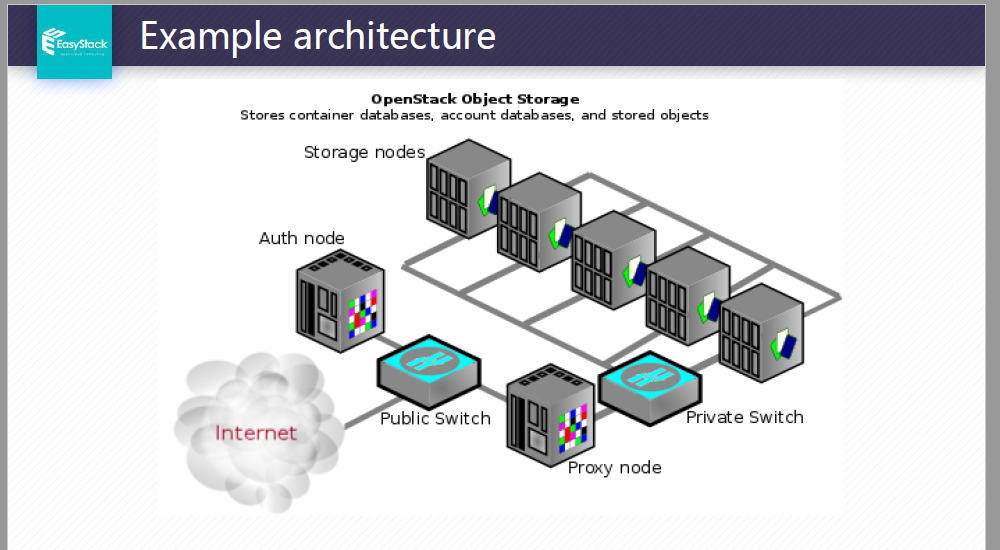 EasyStack
Example architecture
OpenStack Object Storage
Stores container databases, account databases, and stored objects
Storage nodes
Auth node
Public Switch
Private Switch
Internet
Proxy node